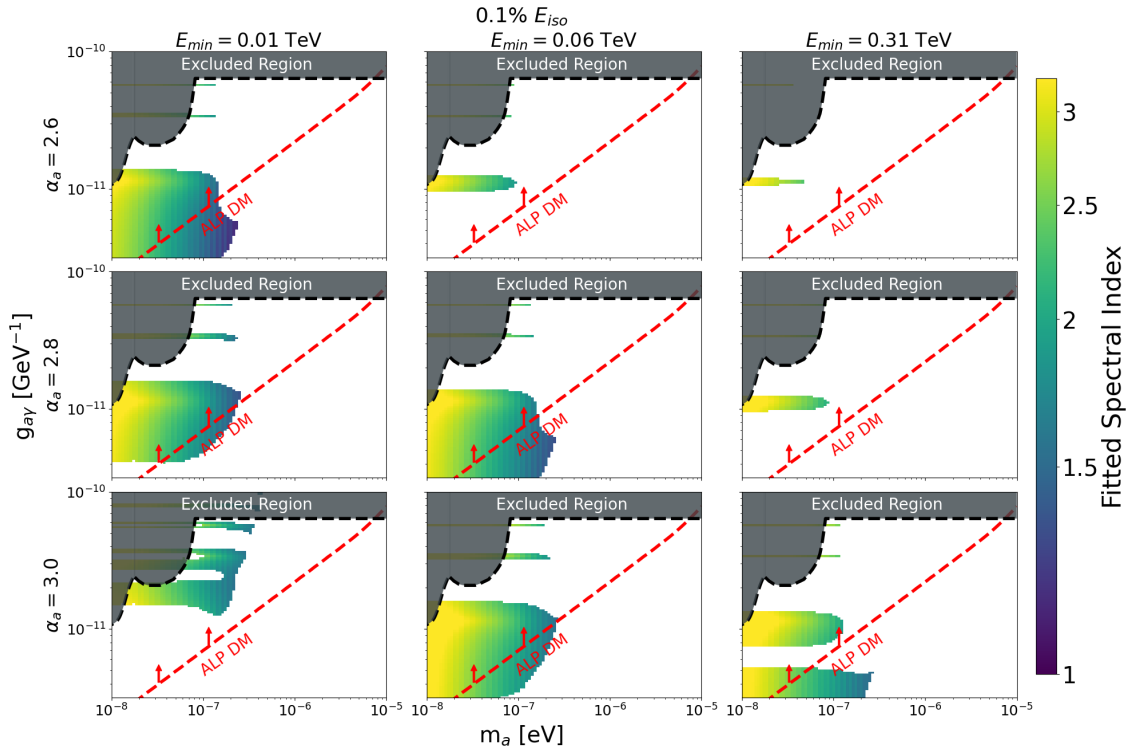 0.1% E_iso
E_min = 0.01 TeV
E_min = 0.06 TeV
E_min = 0.31 TeV
10^−10
10^−11
α_a = 2.6
Excluded Region
ALP DM
Excluded Region
ALP DM
Excluded Region
ALP DM
10^−10
10^−11
α_a = 2.8
Excluded Region
ALP DM
Excluded Region
ALP DM
Excluded Region
ALP DM
10^−10
10^−11
α_a = 3.0
Excluded Region
ALP DM
Excluded Region
ALP DM
Excluded Region
ALP DM
g_aγ [GeV^−1]
10^−8 10^−7 10^−6 10^−5
10^−8 10^−7 10^−6 10^−5
10^−8 10^−7 10^−6 10^−5
m_a [eV]
3
2.5
2
1.5
1
Fitted Spectral Index